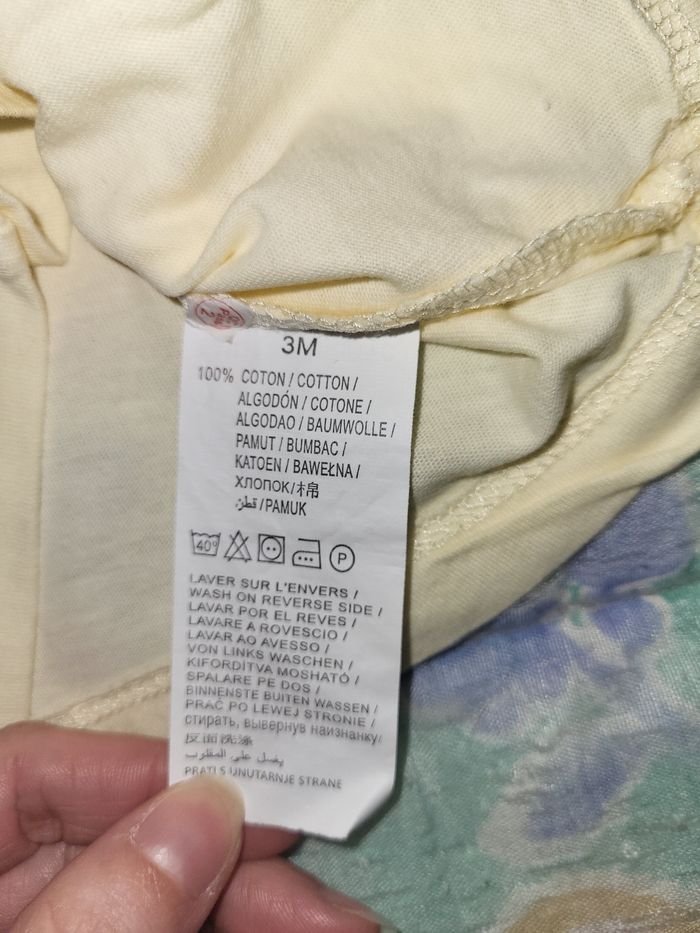 3M
100% COTON / COTTON /
ALGODÓN / COTONE /
ALGODAO / BAUMWOLLE /
PAMUT / BUMBAC /
KATOEN / BAWEŁNA /
ХЛОПОК/棉
قطن /PAMUK
40° P
LAVER SUR L'ENVERS /
WASH ON REVERSE SIDE /
LAVAR POR EL REVES /
LAVARE A ROVESCIO /
LAVAR AO AVESSO /
VON LINKS WASCHEN /
KIFORDÍTVA MOSHATÓ /
SPALARE PE DOS /
BINNENSTE BUITEN WASSEN /
PRAĆ PO LEWEJ STRONIE /
стирать, вывернув наизнанку/
反面洗涤
يغسل على المقلوب
PRATI S UNUTARNJE STRANE